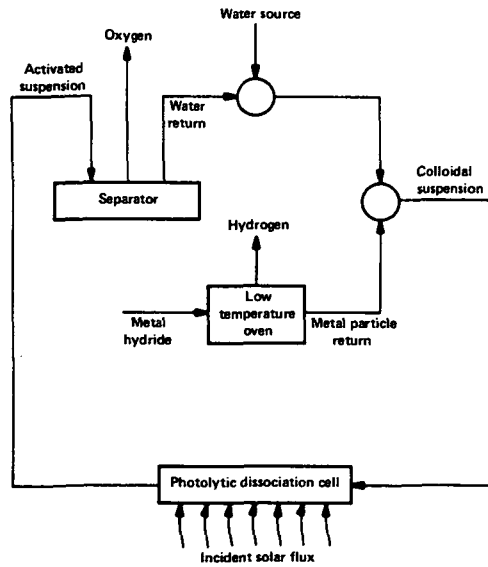 Water source
Oxygen
Activated
suspension
Water
return
Colloidal
suspension
Separator
Hydrogen
Low
temperature
oven
Metal
hydride
Metal particle
return
Photolytic dissociation cell
Incident solar flux